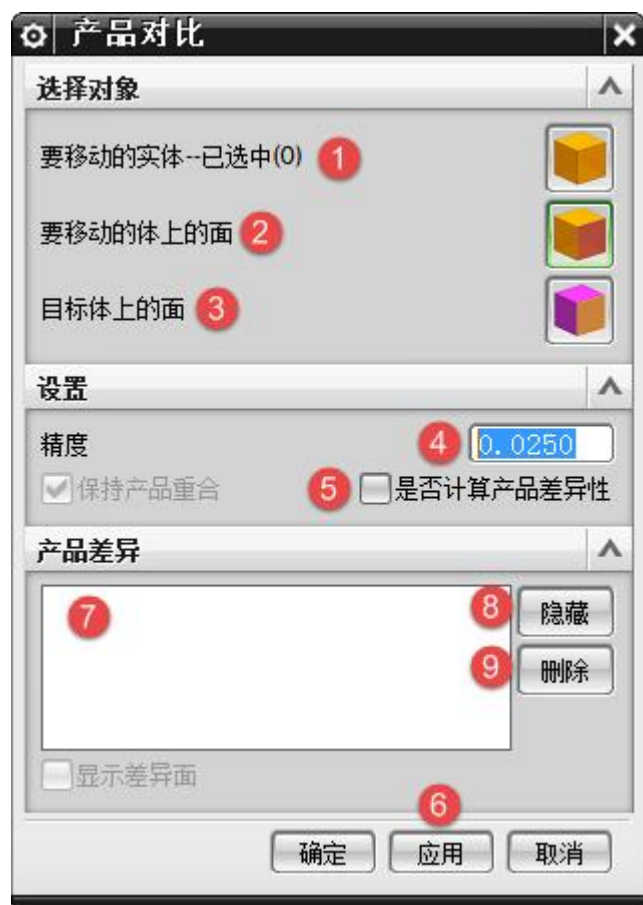 产品对比
选择对象
要移动的实体--已选中(0) 1
要移动的体上的面 2
目标体上的面 3
设置
精度 4 0.0250
保持产品重合 5 是否计算产品差异性
产品差异
7 8 隐藏
9 删除
显示差异面
6
确定 应用 取消